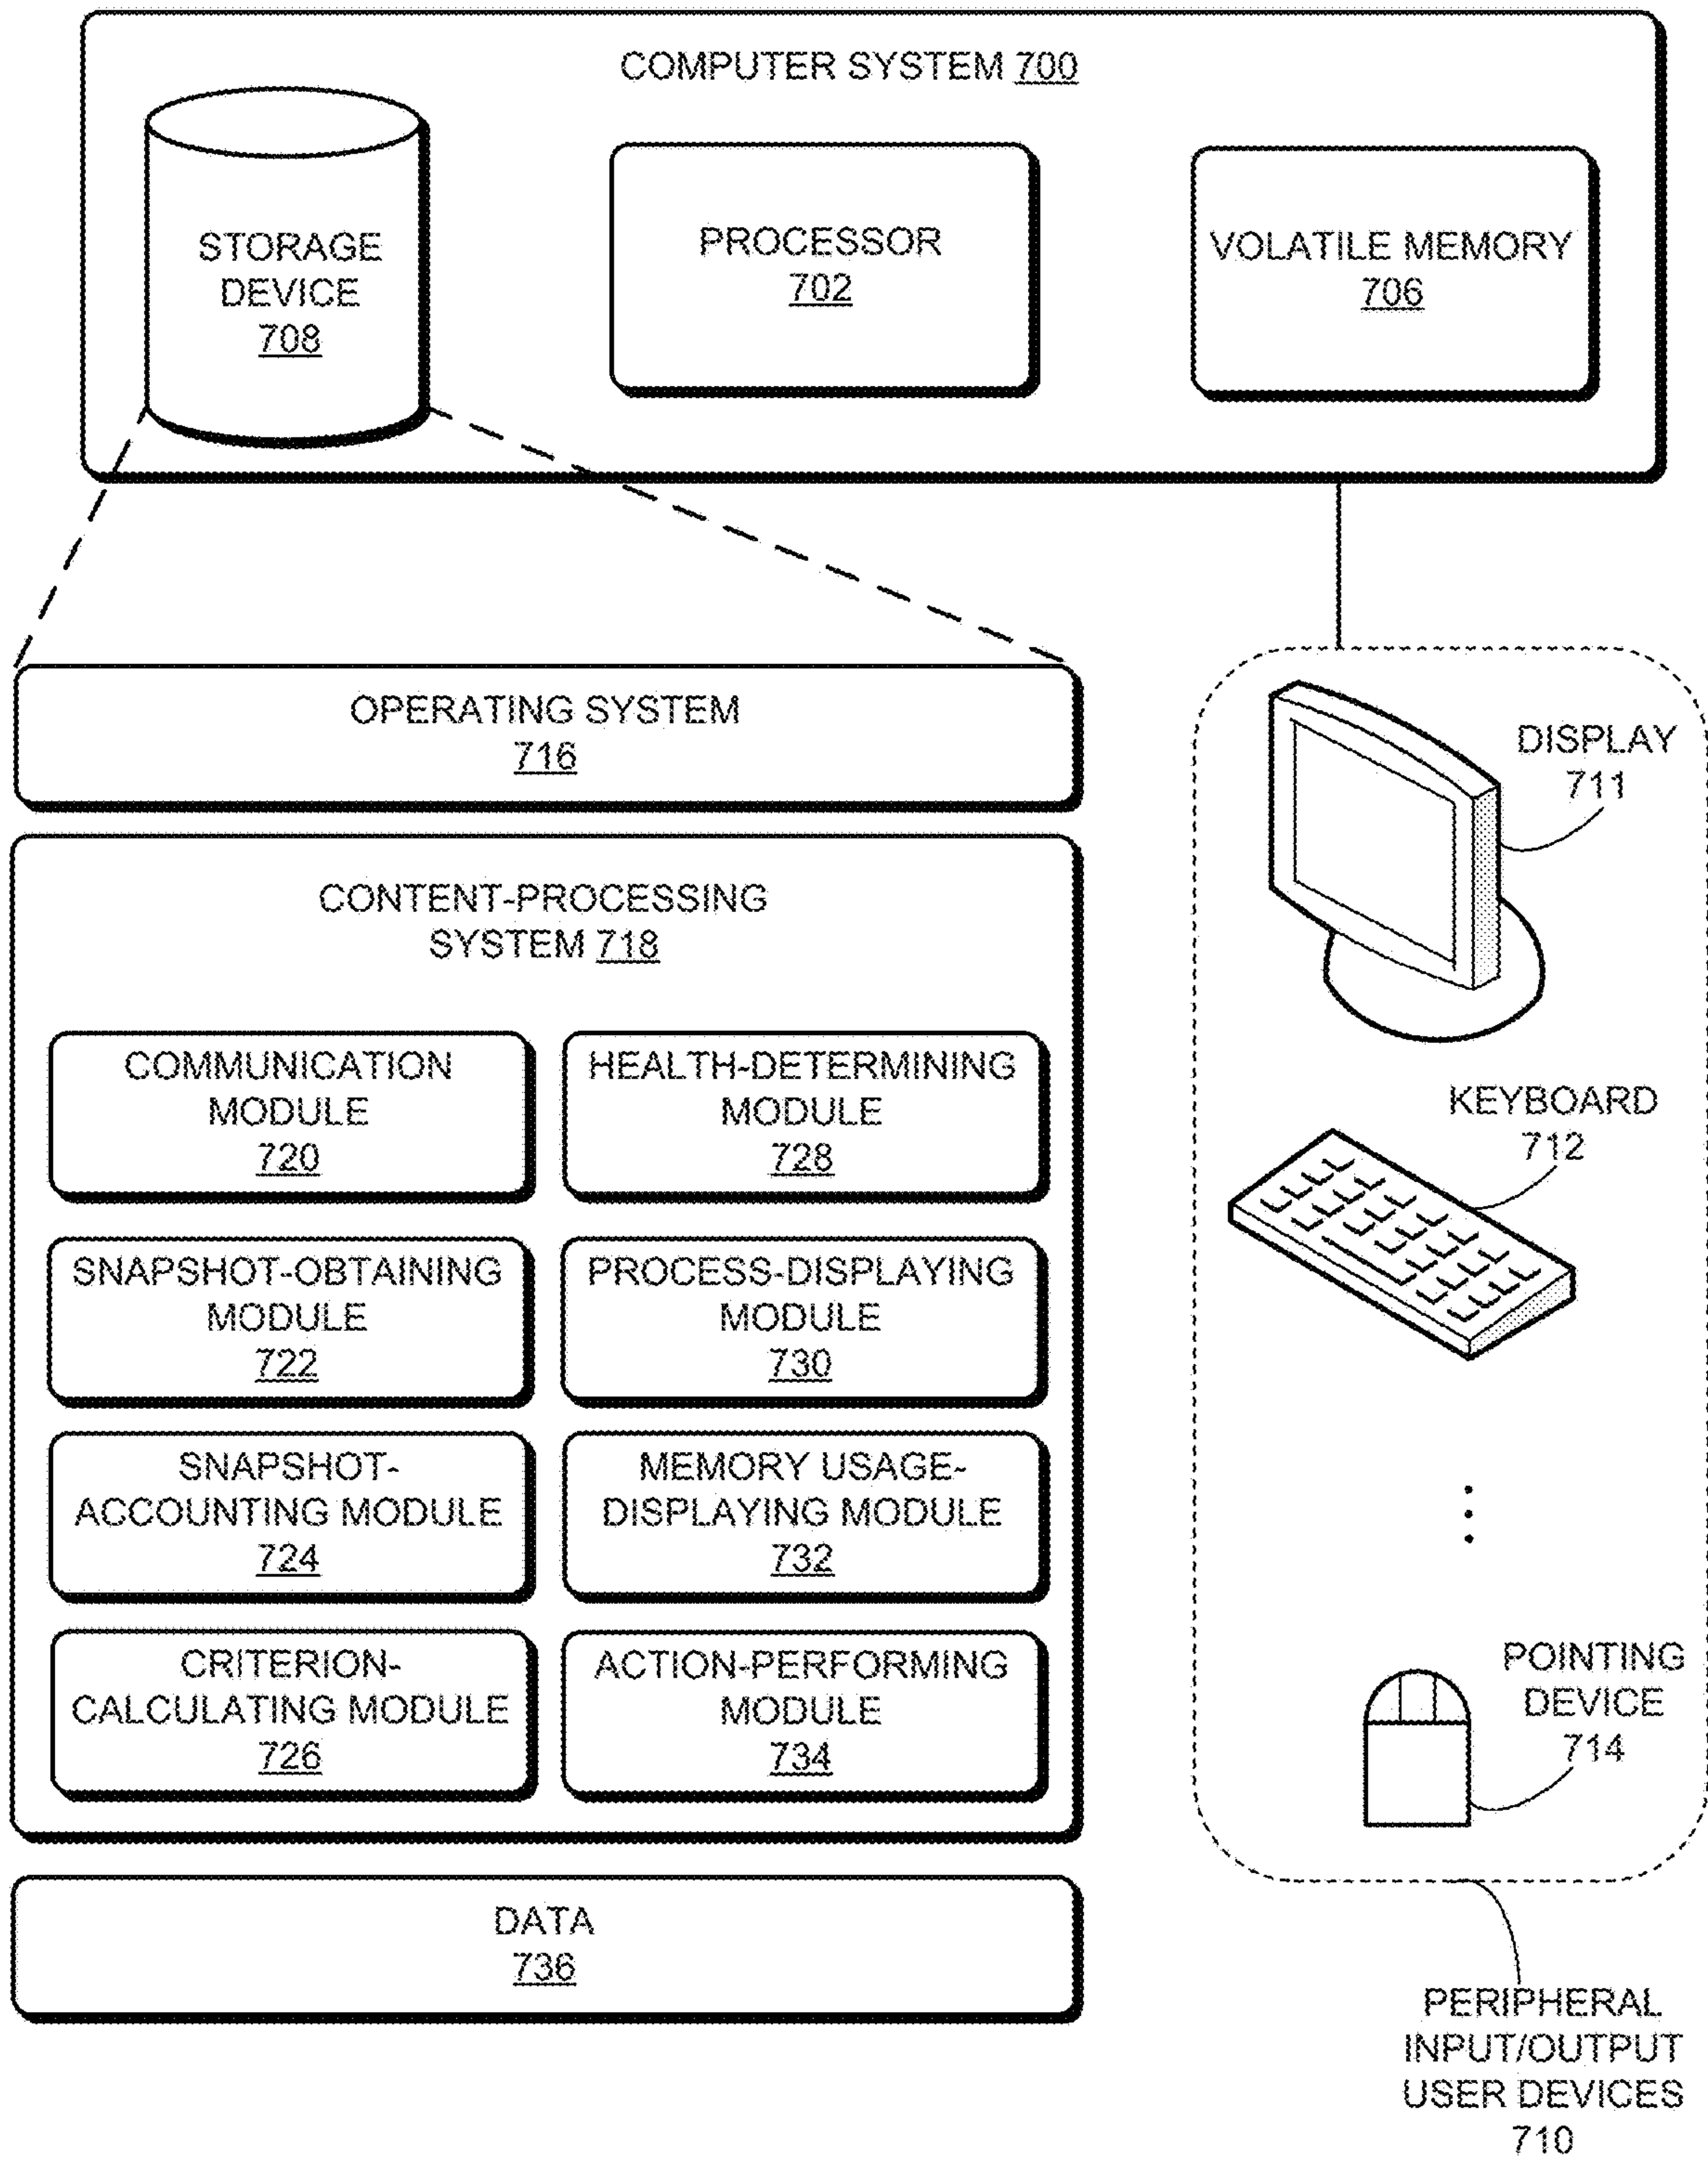 COMPUTER SYSTEM 700
STORAGE
DEVICE
708
PROCESSOR
702
VOLATILE MEMORY
706
OPERATING SYSTEM
716
CONTENT-PROCESSING
SYSTEM 718
COMMUNICATION
MODULE
720
HEALTH-DETERMINING
MODULE
728
SNAPSHOT-OBTAINING
MODULE
722
PROCESS-DISPLAYING
MODULE
730
SNAPSHOT-
ACCOUNTING MODULE
724
MEMORY USAGE-
DISPLAYING MODULE
732
CRITERION-
CALCULATING MODULE
726
ACTION-PERFORMING
MODULE
734
DATA
736
DISPLAY
711
KEYBOARD
712
POINTING
DEVICE
714
PERIPHERAL
INPUT/OUTPUT
USER DEVICES
710